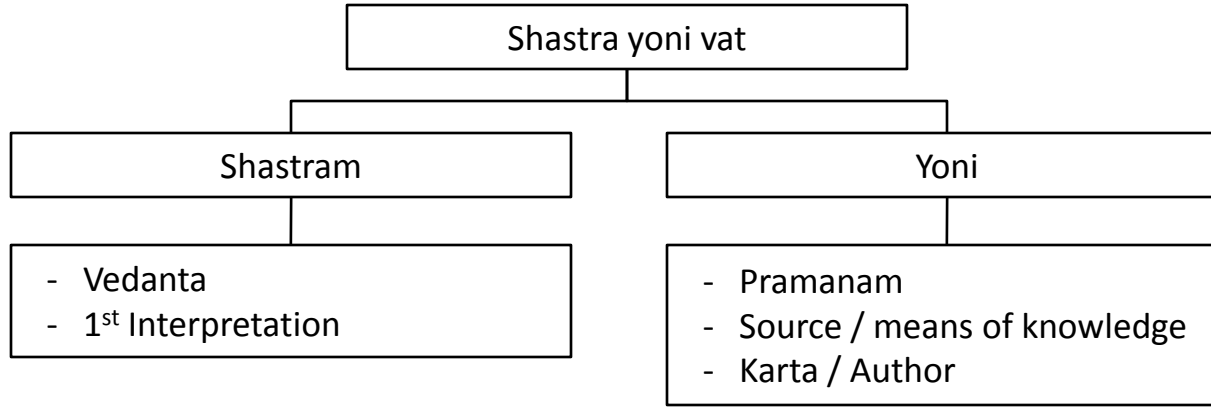 Shastra yoni vat
Shastram
Yoni
- Vedanta
- 1st Interpretation
- Pramanam
- Source / means of knowledge
- Karta / Author